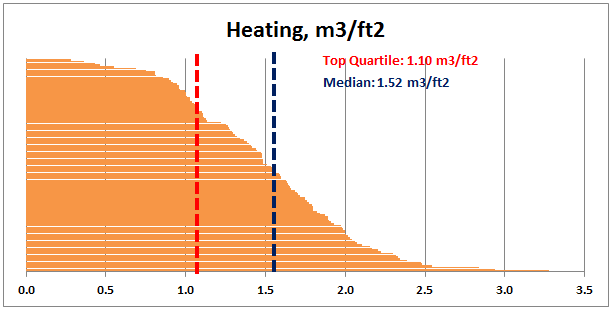 Heating, m3/ft2
Top Quartile: 1.10 m3/ft2
Median: 1.52 m3/ft2
0.0 0.5 1.0 1.5 2.0 2.5 3.0 3.5